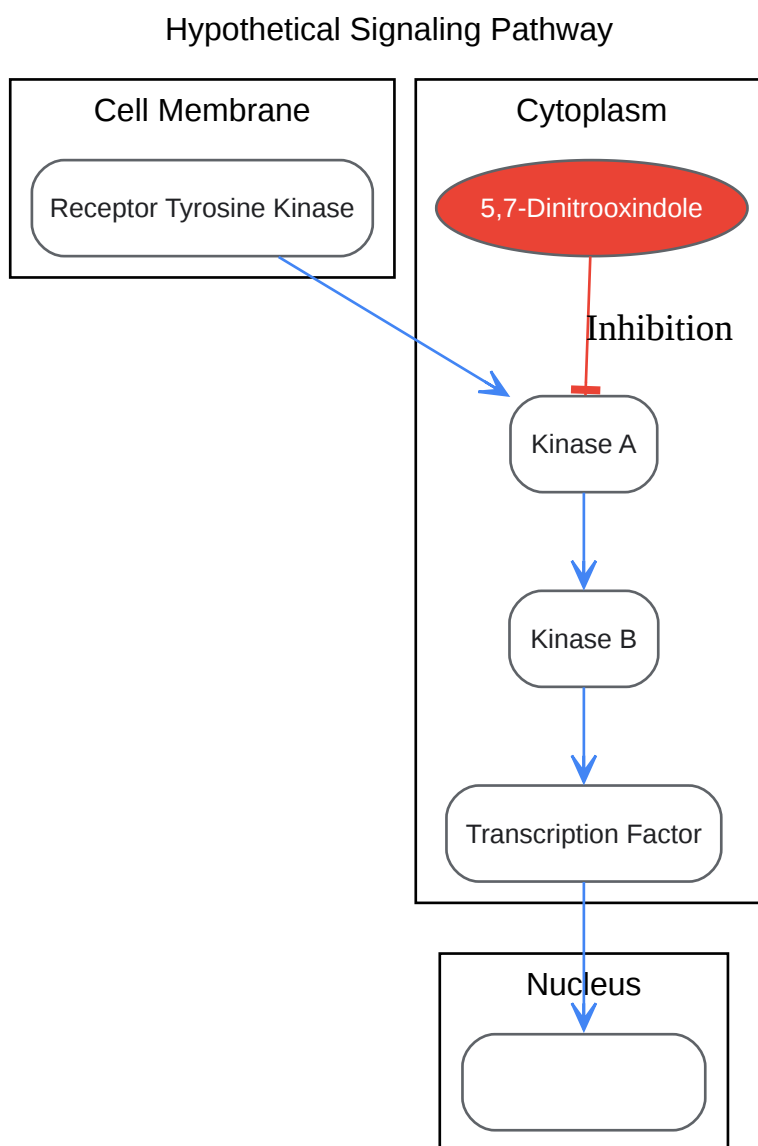 Hypothetical Signaling Pathway
Cell Membrane
Receptor Tyrosine Kinase
Cytoplasm
5,7-Dinitrooxindole
Inhibition
Kinase A
Kinase B
Transcription Factor
Nucleus